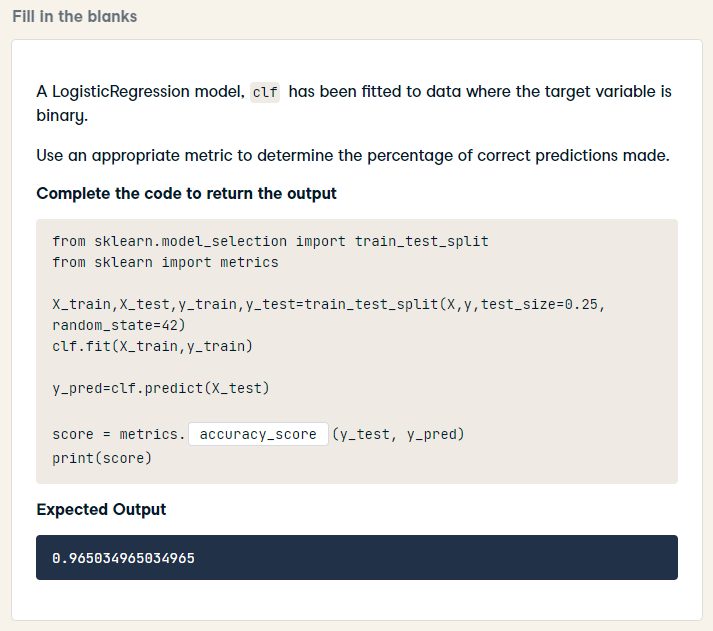 Fill in the blanks
A LogisticRegression model, clf has been fitted to data where the target variable is
binary.
Use an appropriate metric to determine the percentage of correct predictions made.
Complete the code to return the output
from sklearn.model_selection import train_test_split
from sklearn import metrics
X_train,X_test,y_train,y_test=train_test_split(X,y,test_size=0.25,
random_state=42)
clf.fit(X_train,y_train)
y_pred=clf.predict(X_test)
score = metrics. accuracy_score (y_test, y_pred)
print(score)
Expected Output
0.965034965034965